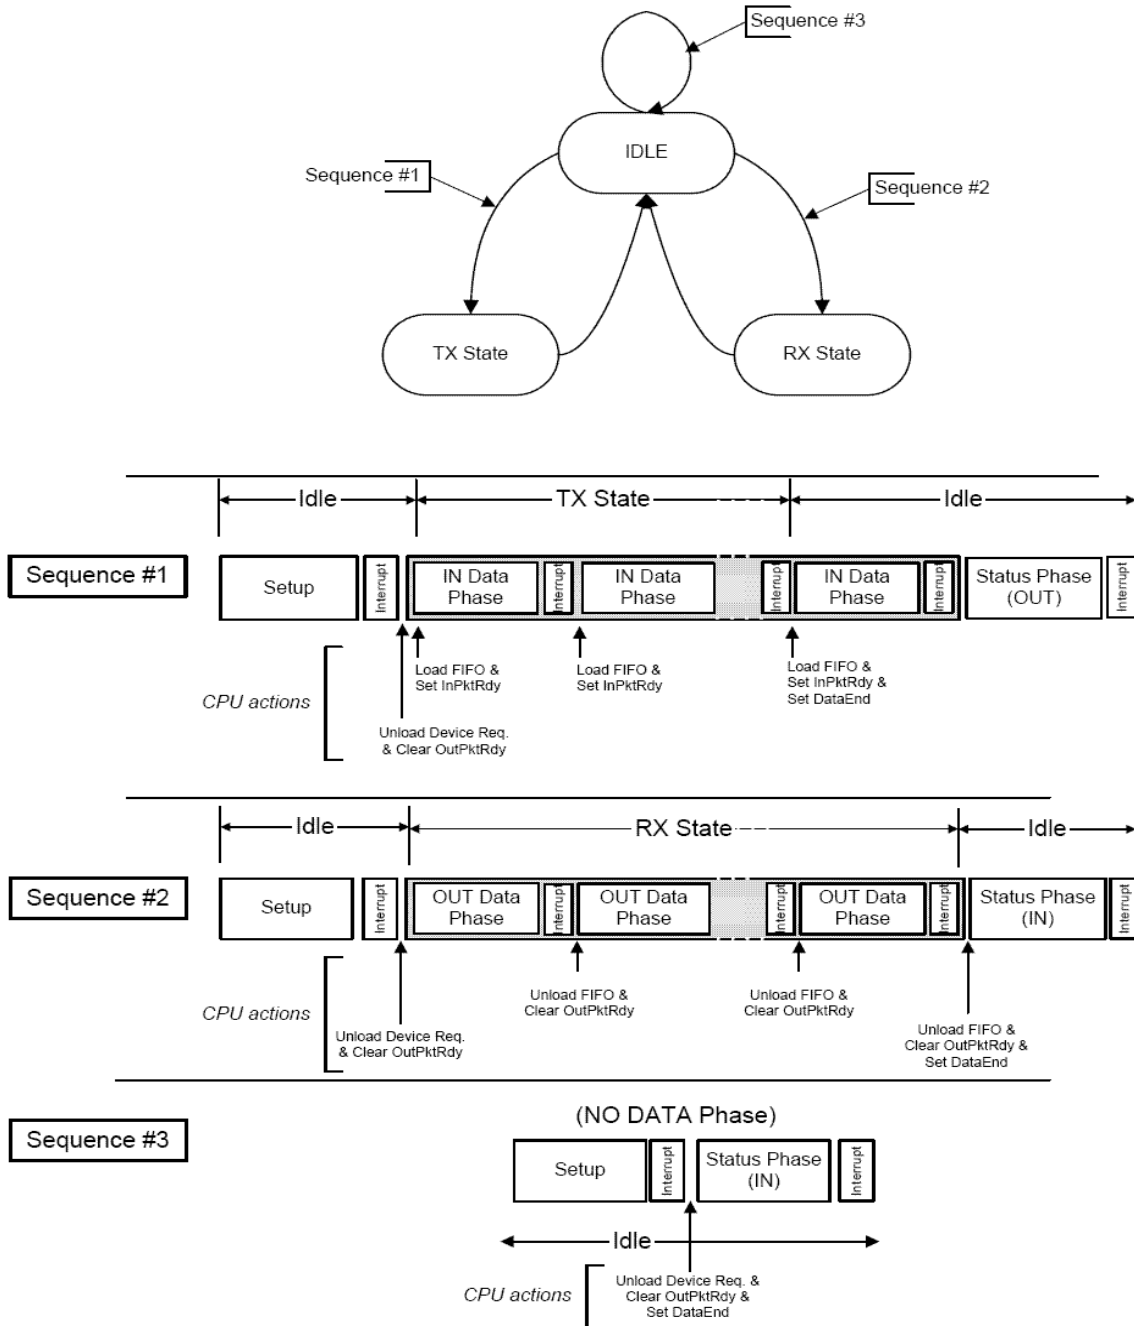 Sequence #3
IDLE
Sequence #1
Sequence #2
TX State
RX State
Idle
TX State
Idle
Sequence #1
Setup
Interrupt
IN Data
Phase
Interrupt
IN Data
Phase
Interrupt
IN Data
Phase
Interrupt
Status Phase
(OUT)
Interrupt
CPU actions
Load FIFO &
Set InPktRdy
Load FIFO &
Set InPktRdy
Load FIFO &
Set InPktRdy &
Set DataEnd
Unload Device Req.
& Clear OutPktRdy
Idle
RX State
Idle
Sequence #2
Setup
Interrupt
OUT Data
Phase
Interrupt
OUT Data
Phase
Interrupt
OUT Data
Phase
Interrupt
Status Phase
(IN)
Interrupt
CPU actions
Unload Device Req.
& Clear OutPktRdy
Unload FIFO &
Clear OutPktRdy
Unload FIFO &
Clear OutPktRdy
Unload FIFO &
Clear OutPktRdy &
Set DataEnd
Sequence #3
(NO DATA Phase)
Setup
Interrupt
Status Phase
(IN)
Interrupt
Idle
CPU actions
Unload Device Req. &
Clear OutPktRdy &
Set DataEnd